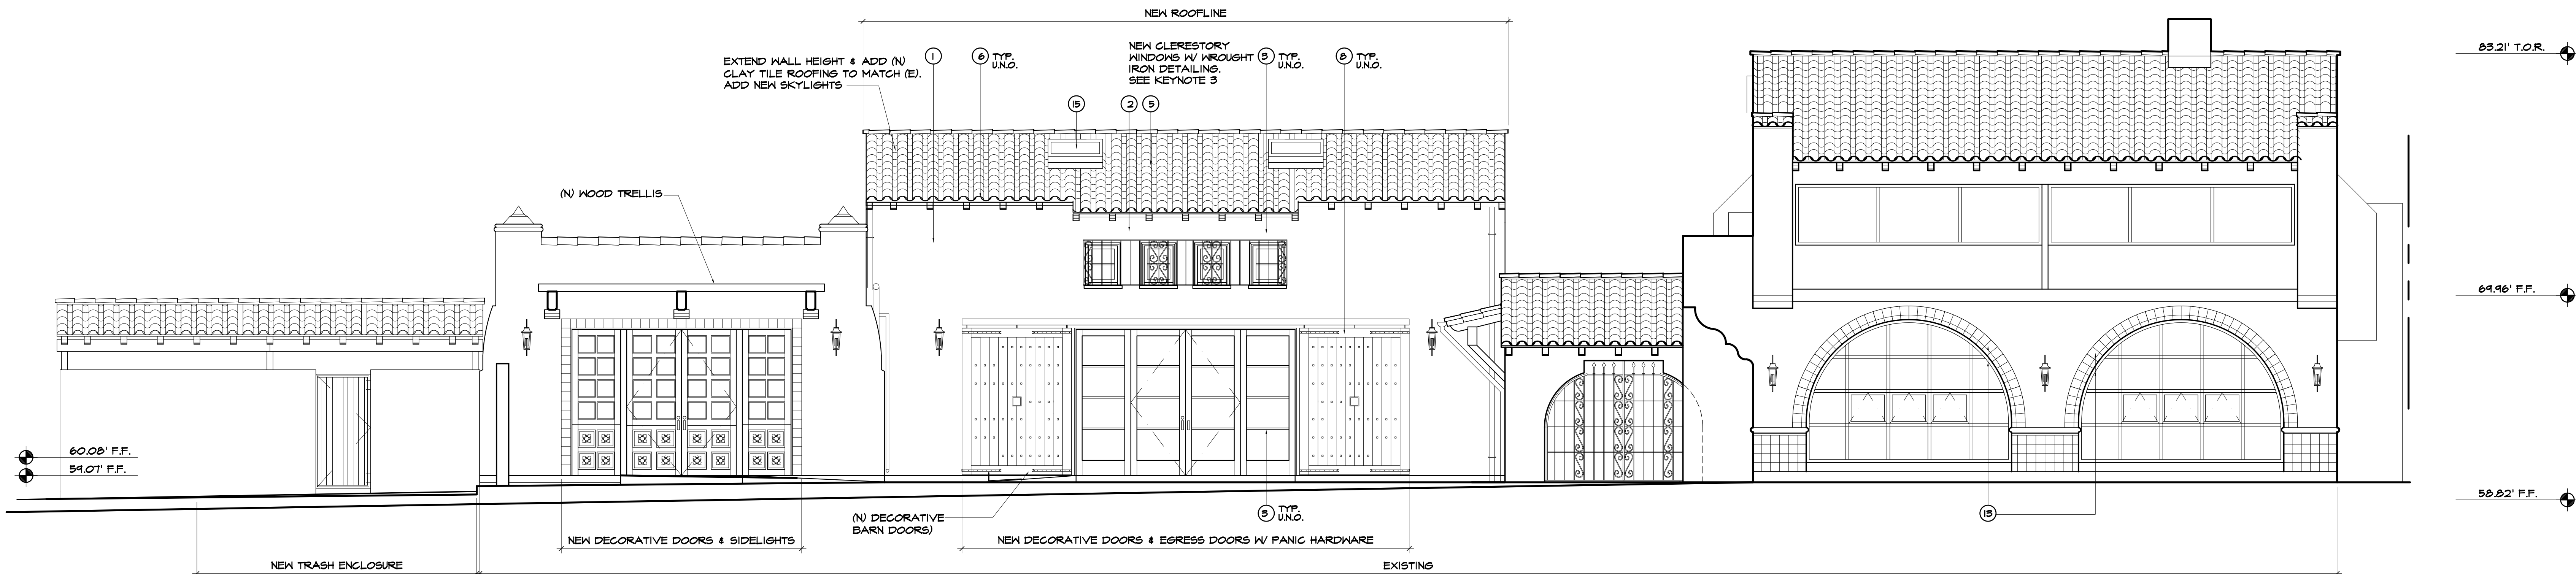 NEW ROOFLINE
EXTEND WALL HEIGHT & ADD (N)
CLAY TILE ROOFING TO MATCH (E).
ADD NEW SKYLIGHTS
1
6 TYP.
U.N.O.
NEW CLERESTORY
WINDOWS W/ WROUGHT
IRON DETAILING.
SEE KEYNOTE 3
3 TYP.
U.N.O.
8 TYP.
U.N.O.
15
2
5
83.21' T.O.R.
(N) WOOD TRELLIS
69.96' F.F.
60.08' F.F.
59.07' F.F.
58.82' F.F.
(N) DECORATIVE
BARN DOORS)
3 TYP.
U.N.O.
13
NEW DECORATIVE DOORS & SIDELIGHTS
NEW DECORATIVE DOORS & EGRESS DOORS W/ PANIC HARDWARE
NEW TRASH ENCLOSURE
EXISTING